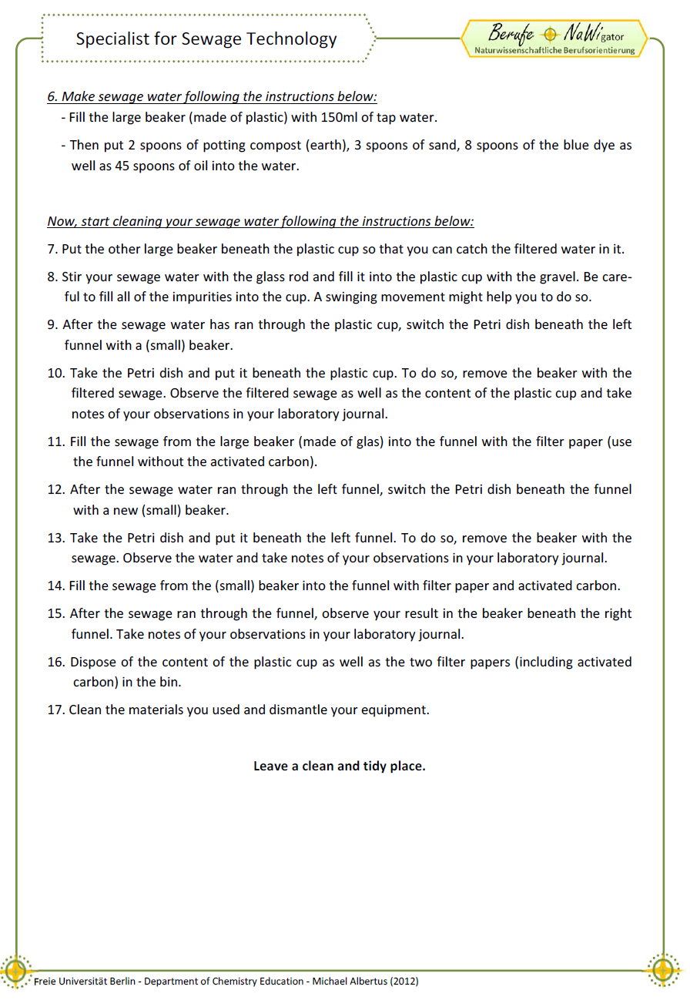 Specialist for Sewage Technology
Berufe NaWigator
Naturwissenschaftliche Berufsorientierung
6. Make sewage water following the instructions below:
- Fill the large beaker (made of plastic) with 150ml of tap water.
- Then put 2 spoons of potting compost (earth), 3 spoons of sand, 8 spoons of the blue dye as
well as 45 spoons of oil into the water.
Now, start cleaning your sewage water following the instructions below:
7. Put the other large beaker beneath the plastic cup so that you can catch the filtered water in it.
8. Stir your sewage water with the glass rod and fill it into the plastic cup with the gravel. Be care-
ful to fill all of the impurities into the cup. A swinging movement might help you to do so.
9. After the sewage water has ran through the plastic cup, switch the Petri dish beneath the left
funnel with a (small) beaker.
10. Take the Petri dish and put it beneath the plastic cup. To do so, remove the beaker with the
filtered sewage. Observe the filtered sewage as well as the content of the plastic cup and take
notes of your observations in your laboratory journal.
11. Fill the sewage from the large beaker (made of glas) into the funnel with the filter paper (use
the funnel without the activated carbon).
12. After the sewage water ran through the left funnel, switch the Petri dish beneath the funnel
with a new (small) beaker.
13. Take the Petri dish and put it beneath the left funnel. To do so, remove the beaker with the
sewage. Observe the water and take notes of your observations in your laboratory journal.
14. Fill the sewage from the (small) beaker into the funnel with filter paper and activated carbon.
15. After the sewage ran through the funnel, observe your result in the beaker beneath the right
funnel. Take notes of your observations in your laboratory journal.
16. Dispose of the content of the plastic cup as well as the two filter papers (including activated
carbon) in the bin.
17. Clean the materials you used and dismantle your equipment.
Leave a clean and tidy place.
Freie Universität Berlin - Department of Chemistry Education - Michael Albertus (2012)